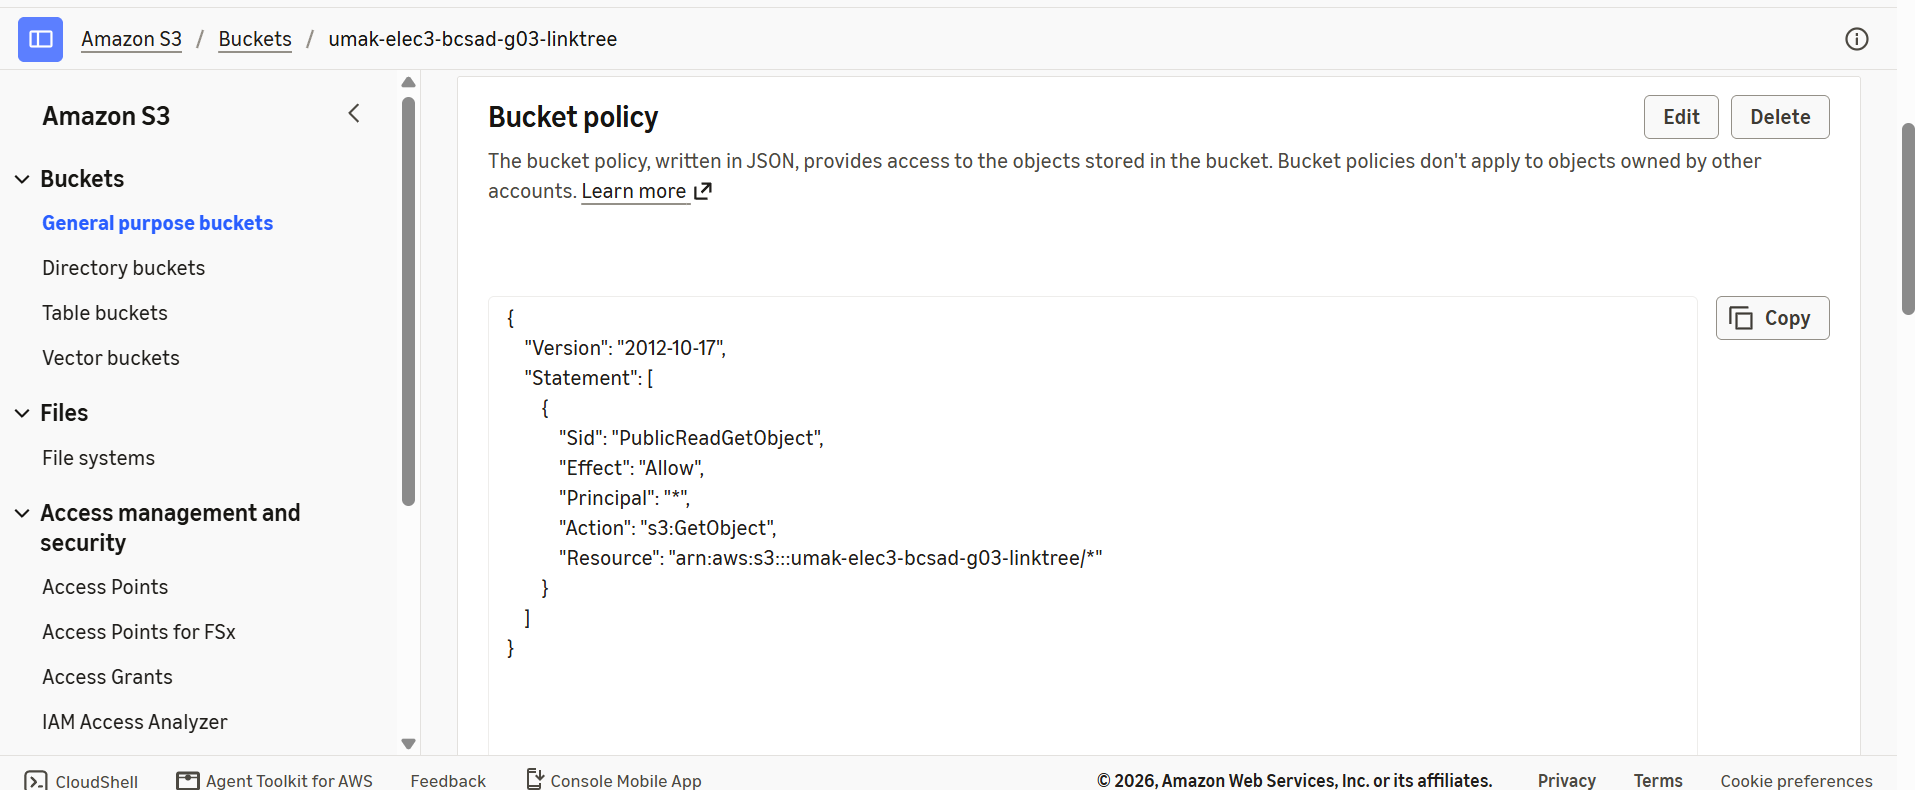 Amazon S3 / Buckets / umak-elec3-bcsad-g03-linktree
Amazon S3
Buckets
General purpose buckets
Directory buckets
Table buckets
Vector buckets
Files
File systems
Access management and
security
Access Points
Access Points for FSx
Access Grants
IAM Access Analyzer
Bucket policy
Edit
Delete
The bucket policy, written in JSON, provides access to the objects stored in the bucket. Bucket policies don't apply to objects owned by other
accounts. Learn more
Copy
{
"Version": "2012-10-17",
"Statement": [
{
"Sid": "PublicReadGetObject",
"Effect": "Allow",
"Principal": "*",
"Action": "s3:GetObject",
"Resource": "arn:aws:s3:::umak-elec3-bcsad-g03-linktree/*"
}
]
}
CloudShell
Agent Toolkit for AWS
Feedback
Console Mobile App
© 2026, Amazon Web Services, Inc. or its affiliates.
Privacy
Terms
Cookie preferences